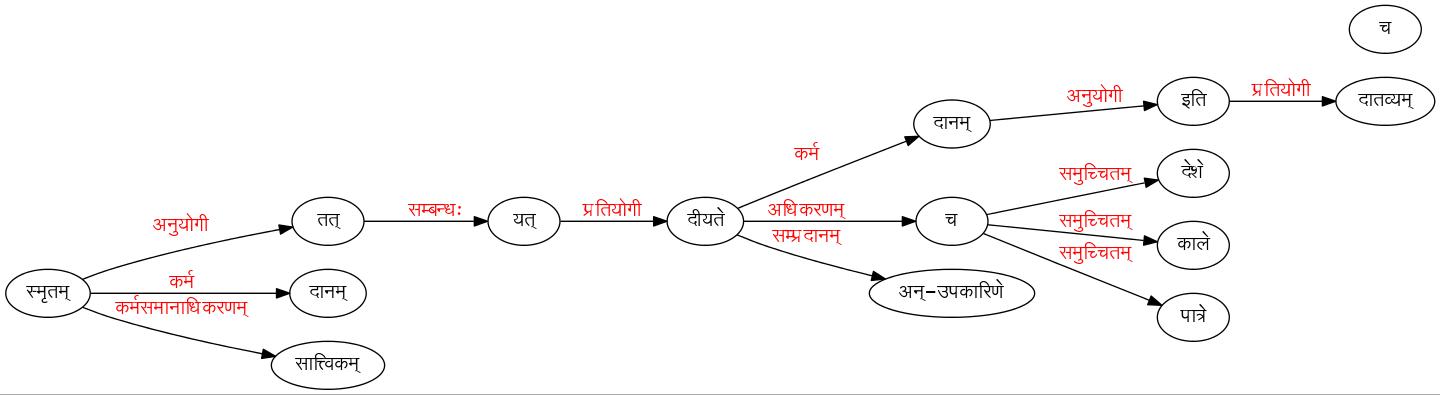 च
दातव्यम्
प्रतियोगी
इति
अनुयोगी
दानम्
कर्म
समुच्चितम्
देशे
अनुयोगी
तत्
सम्बन्धः
यत्
प्रतियोगी
दीयते
अधिकरणम्
च
समुच्चितम्
काले
सम्प्रदानम्
समुच्चितम्
स्मृतम्
कर्म
दानम्
अन्-उपकारिणे
पात्रे
कर्मसमानाधिकरणम्
सात्त्विकम्